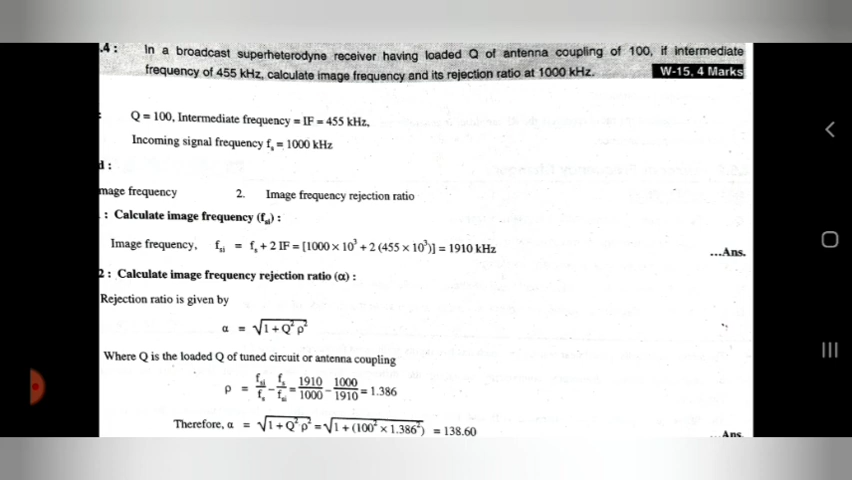 .4 : In a broadcast superheterodyne receiver having loaded Q of antenna coupling of 100, if intermediate
frequency of 455 kHz, calculate image frequency and its rejection ratio at 1000 kHz. W-15, 4 Marks
: Q = 100, Intermediate frequency = IF = 455 kHz,
Incoming signal frequency fs = 1000 kHz
d :
mage frequency 2. Image frequency rejection ratio
: Calculate image frequency (fsi) :
Image frequency, fsi = fs + 2 IF = [1000 × 10³ + 2 (455 × 10³)] = 1910 kHz ...Ans.
2 : Calculate image frequency rejection ratio (α) :
Rejection ratio is given by
α = √1 + Q² ρ²
Where Q is the loaded Q of tuned circuit or antenna coupling
ρ = fsi/fs − fs/fsi = 1910/1000 − 1000/1910 = 1.386
Therefore, α = √1 + Q² ρ² = √1 + (100² × 1.386²) = 138.60 ...Ans.